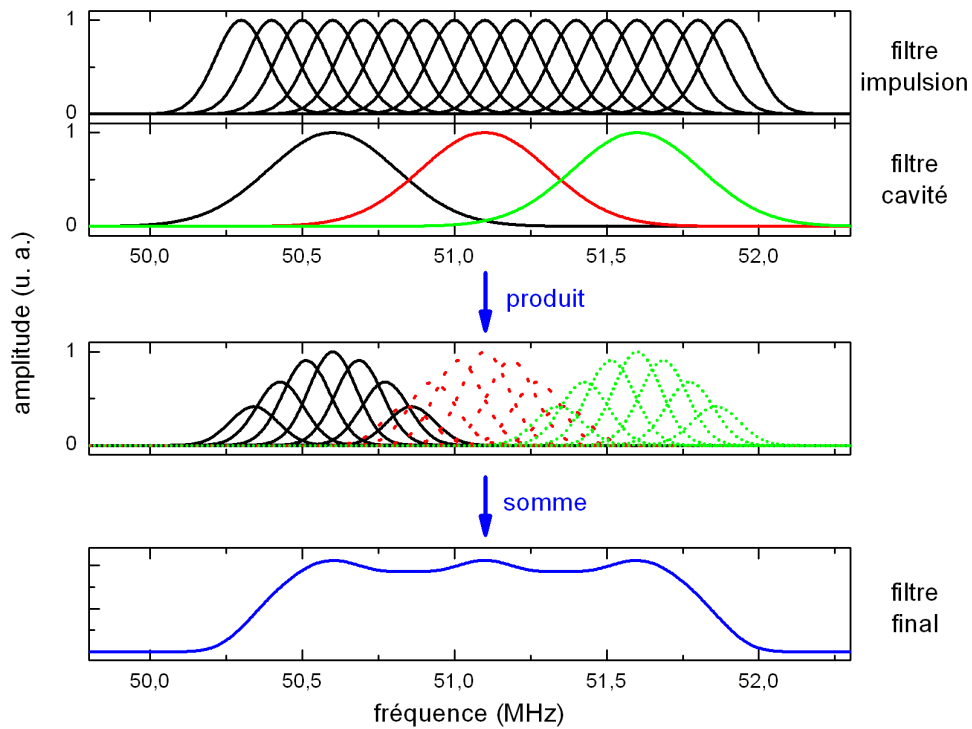 1
0
filtre
impulsion
1
0
filtre
cavité
50,0 50,5 51,0 51,5 52,0
produit
amplitude (u. a.)
1
0
somme
filtre
final
50,0 50,5 51,0 51,5 52,0
fréquence (MHz)